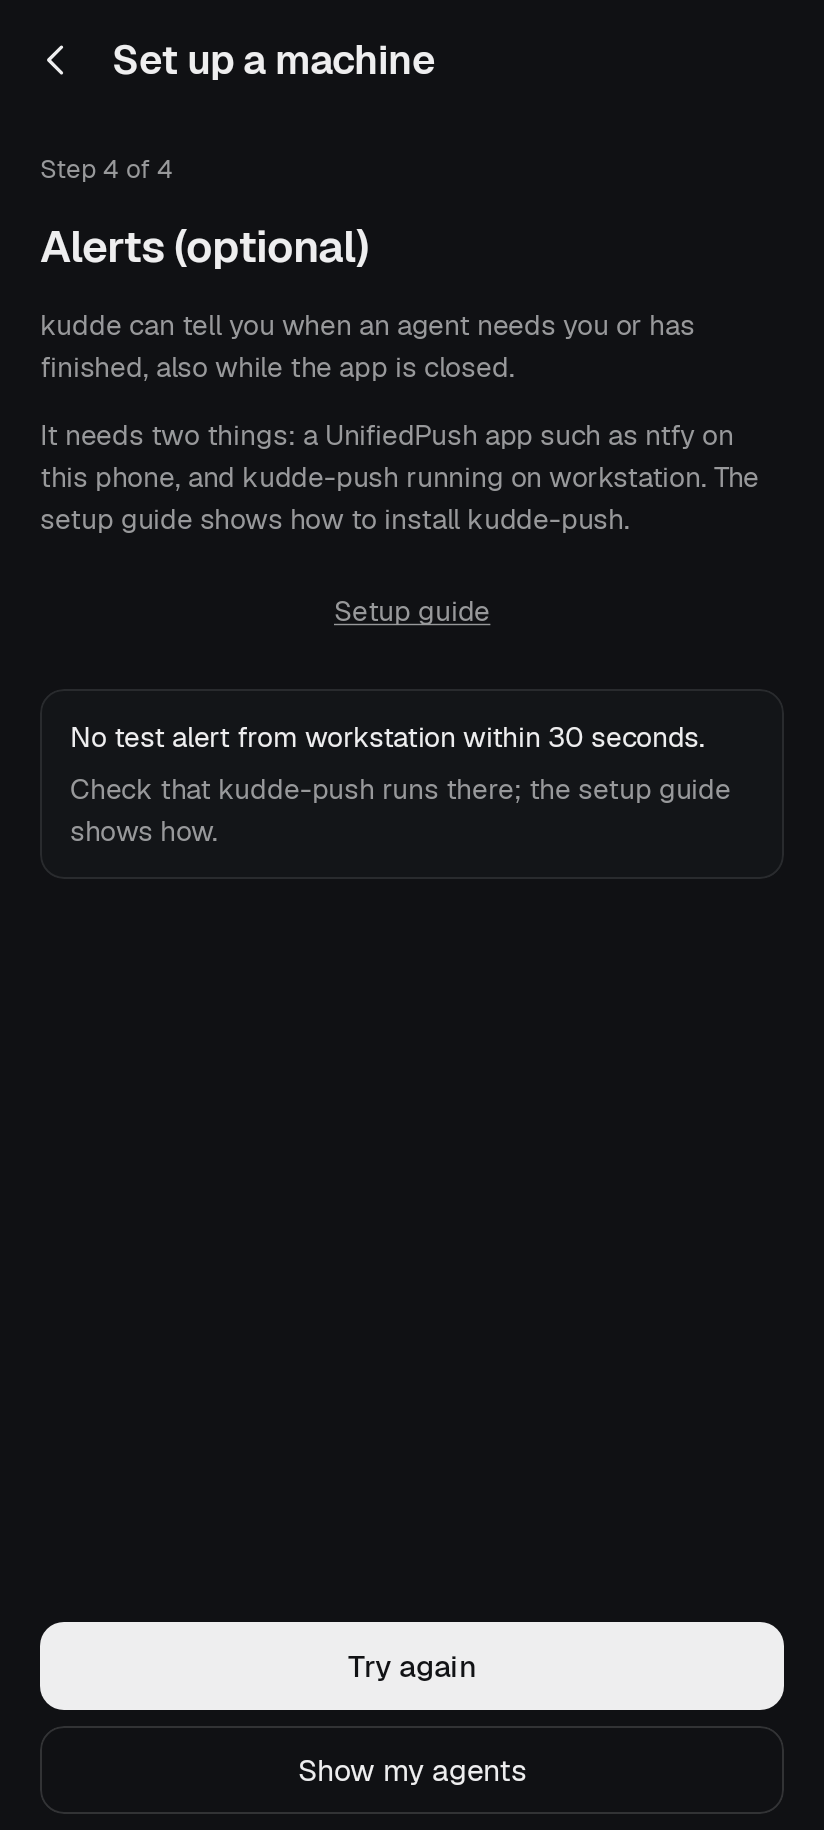 Set up a machine
Step 4 of 4
Alerts (optional)
kudde can tell you when an agent needs you or has
finished, also while the app is closed.
It needs two things: a UnifiedPush app such as ntfy on
this phone, and kudde-push running on workstation. The
setup guide shows how to install kudde-push.
Setup guide
No test alert from workstation within 30 seconds.
Check that kudde-push runs there; the setup guide
shows how.
Try again
Show my agents